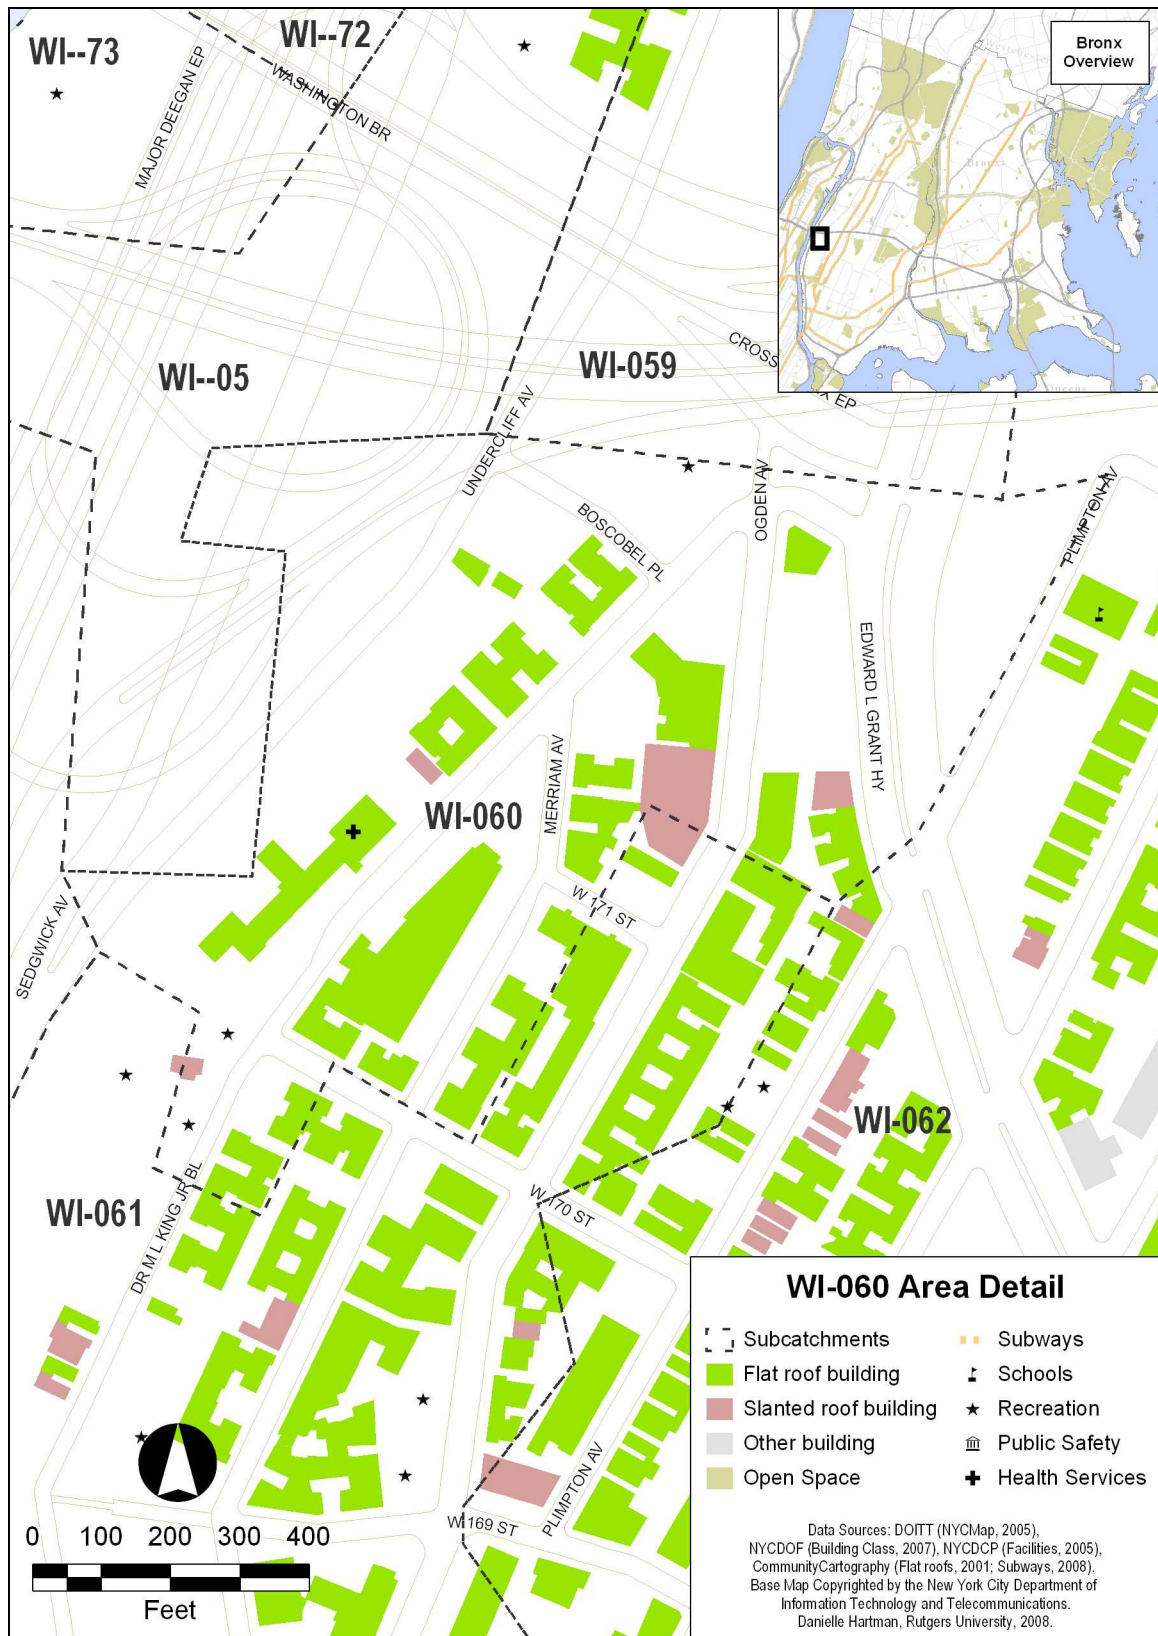 WI--73
WI--72
MAJOR DEEGAN EP
WASHINGTON BR
Bronx
Overview
Westchester
Bronx
Queens
WI--05
WI-059
CROSS
X EP
UNDERCLIFF AV
BOSCOBEL PL
OGDEN AV
PLIMPTON AV
EDWARD L GRANT HY
MERRIAM AV
WI-060
W 171 ST
SEDGWICK AV
WI-062
WI-061
DR M L KING JR BL
W 170 ST
PLIMPTON AV
W 169 ST
0 100 200 300 400
Feet
WI-060 Area Detail
Subcatchments
Flat roof building
Slanted roof building
Other building
Open Space
Subways
Schools
Recreation
Public Safety
Health Services
Data Sources: DOITT (NYCMap, 2005),
NYCDOF (Building Class, 2007), NYCDCP (Facilities, 2005),
CommunityCartography (Flat roofs, 2001; Subways, 2008).
Base Map Copyrighted by the New York City Department of
Information Technology and Telecommunications.
Danielle Hartman, Rutgers University, 2008.